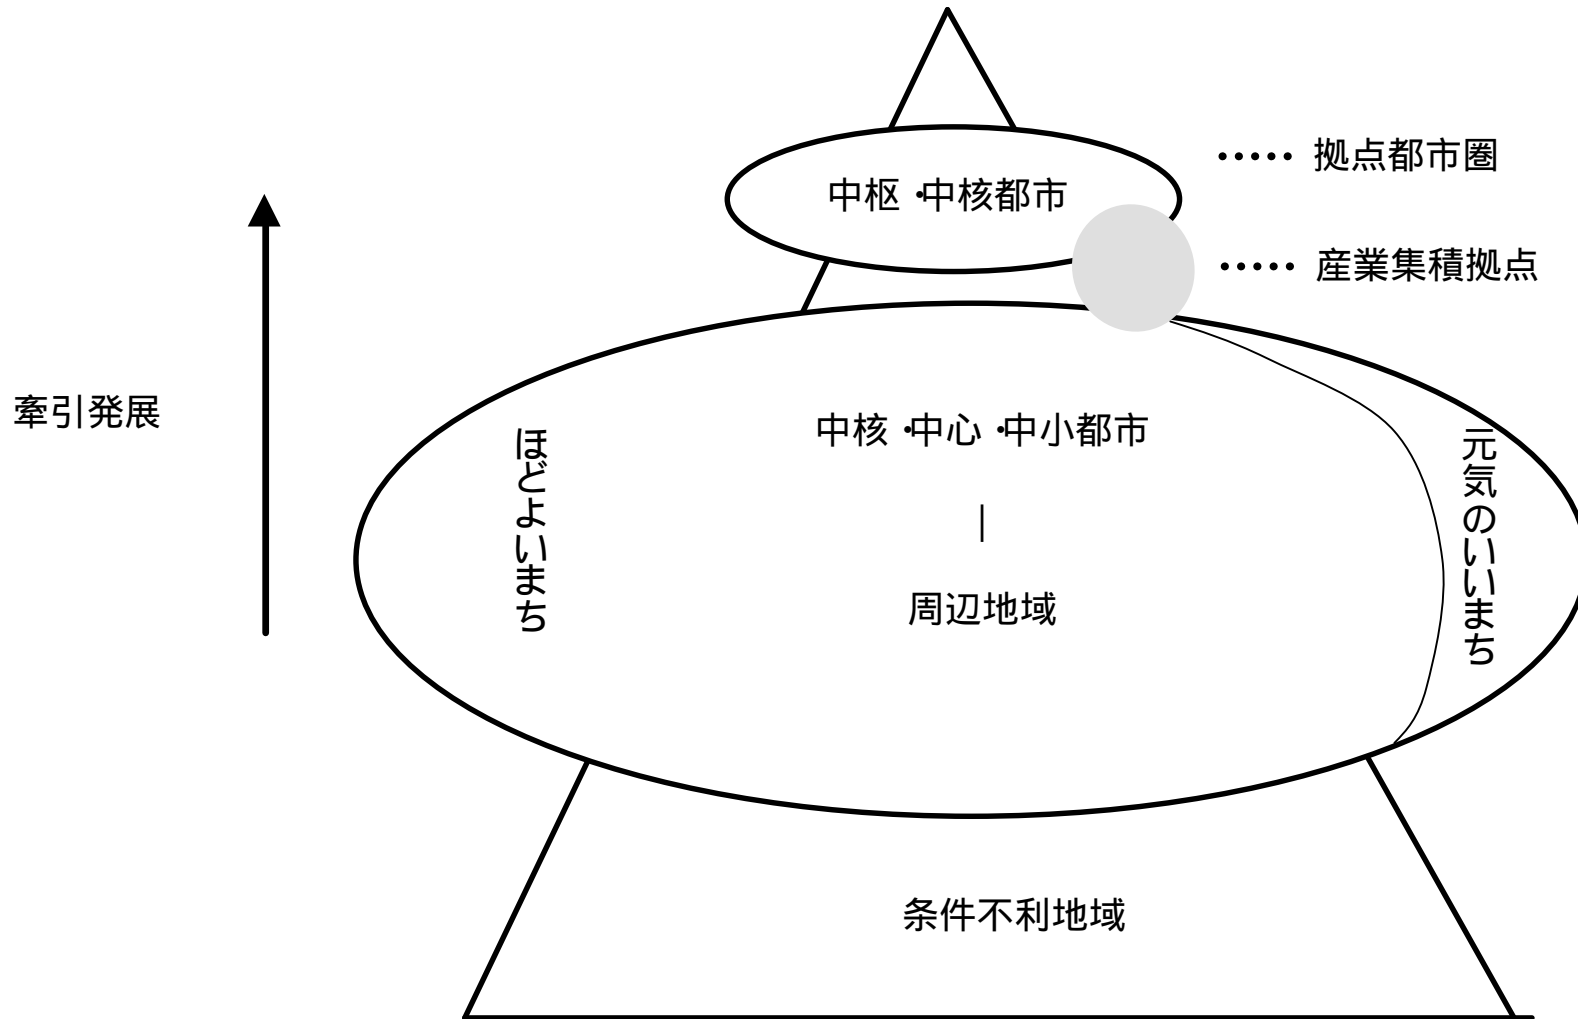 ‥‥‥ 拠点都市圏
中枢・中核都市
‥‥‥ 産業集積拠点
牽引発展
中核・中心・中小都市
ほどよいまち
元気のいいまち
|
周辺地域
条件不利地域